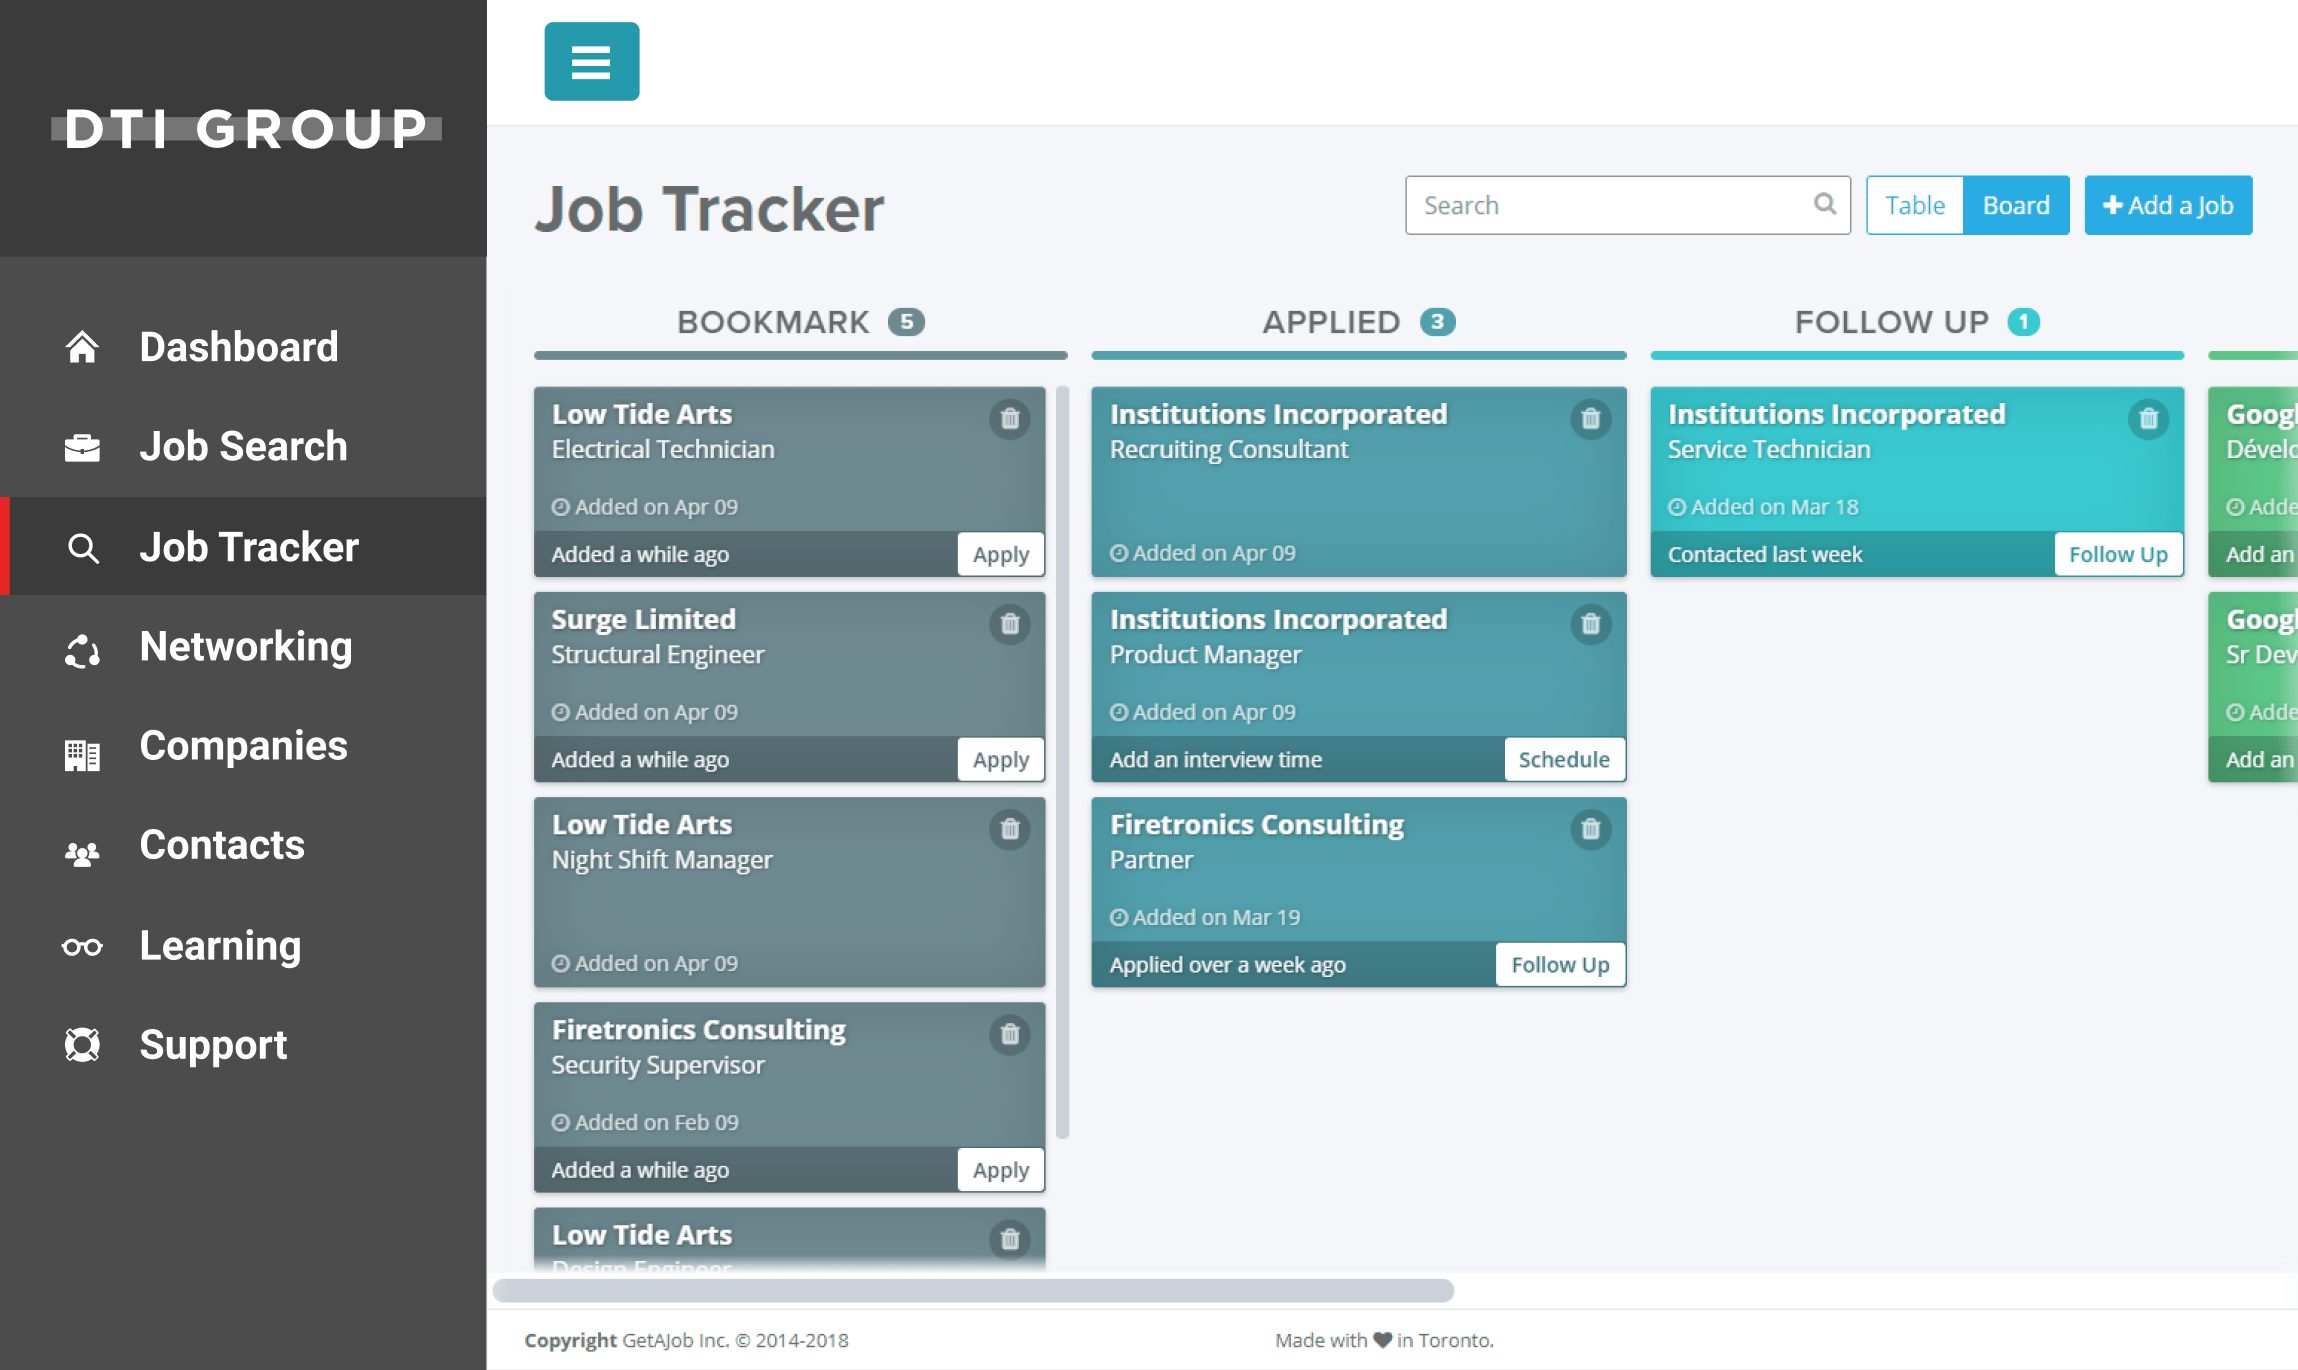 DTI GROUP
Dashboard
Job Search
Job Tracker
Networking
Companies
Contacts
Learning
Support
Job Tracker
Search
Table
Board
Add a Job
BOOKMARK 5
Low Tide Arts
Electrical Technician
Added on Apr 09
Added a while ago
Apply
Surge Limited
Structural Engineer
Added on Apr 09
Added a while ago
Apply
Low Tide Arts
Night Shift Manager
Added on Apr 09
Firetronics Consulting
Security Supervisor
Added on Feb 09
Added a while ago
Apply
Low Tide Arts
Design Engineer
APPLIED 3
Institutions Incorporated
Recruiting Consultant
Added on Apr 09
Institutions Incorporated
Product Manager
Added on Apr 09
Add an interview time
Schedule
Firetronics Consulting
Partner
Added on Mar 19
Applied over a week ago
Follow Up
FOLLOW UP 1
Institutions Incorporated
Service Technician
Added on Mar 18
Contacted last week
Follow Up
Add an
Sr Dev
Add an
Copyright GetAJob Inc. © 2014-2018
Made with ♥ in Toronto.